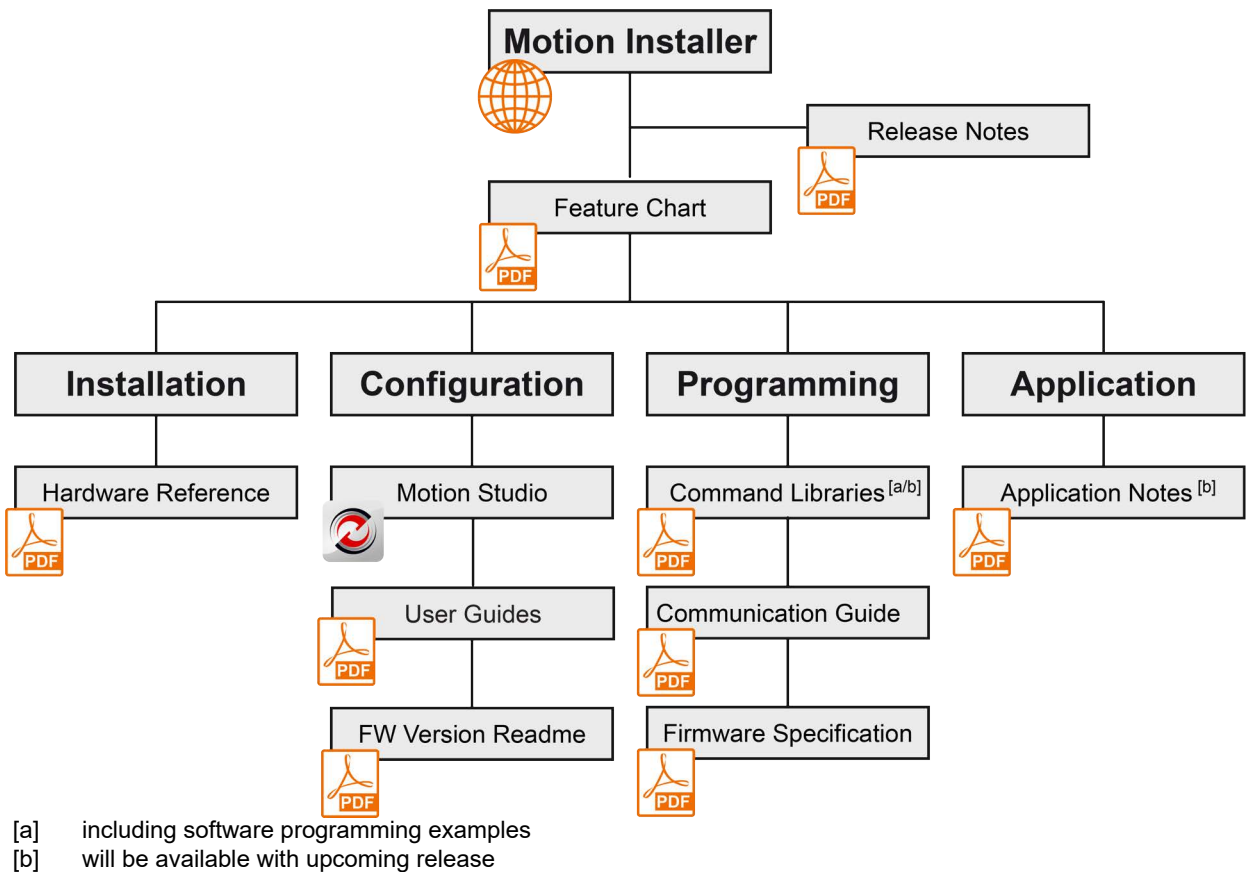 Motion Installer
Release Notes
PDF
Feature Chart
PDF
Installation
Configuration
Programming
Application
Hardware Reference
PDF
Motion Studio
Command Libraries [a/b]
PDF
Application Notes [b]
PDF
User Guides
PDF
Communication Guide
PDF
FW Version Readme
PDF
Firmware Specification
PDF
[a] including software programming examples
[b] will be available with upcoming release